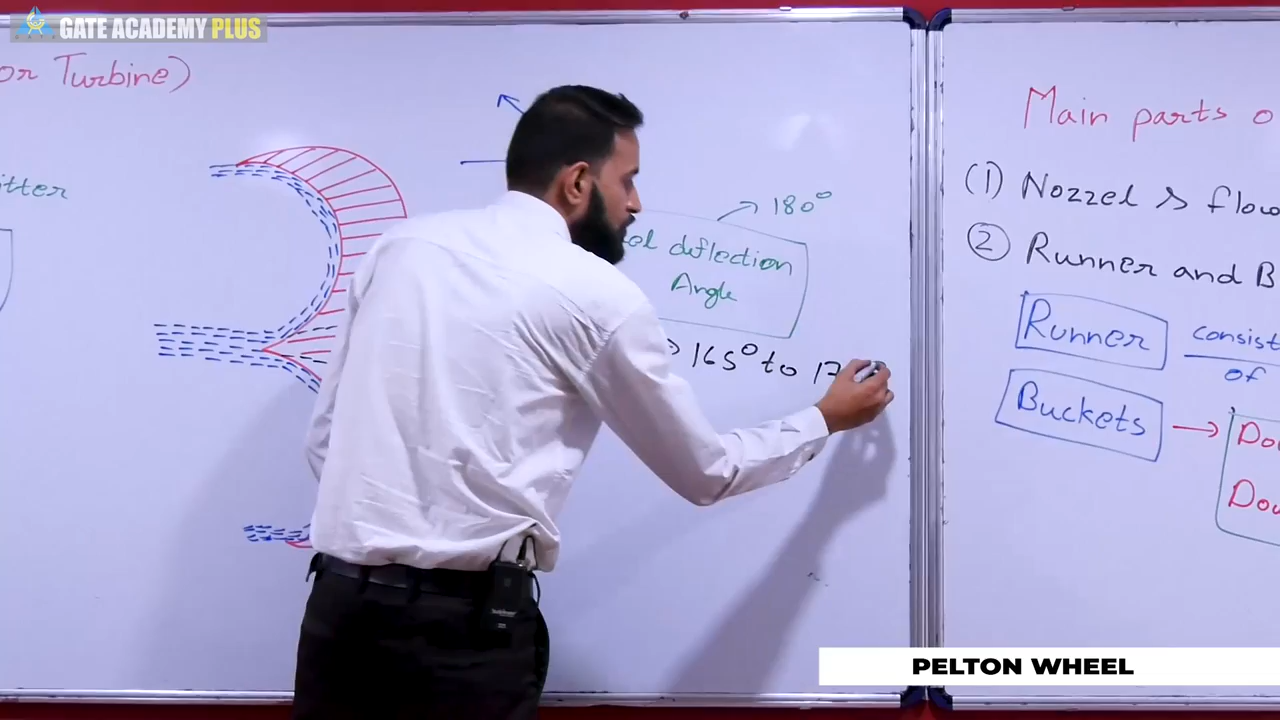 GATE ACADEMY PLUS
or Turbine)
itter
180°
deflection
Angle
165° to 17
Main parts o
(1) Nozzel & flow
(2) Runner and B
Runner consist
of
Buckets → Do
Dou
PELTON WHEEL